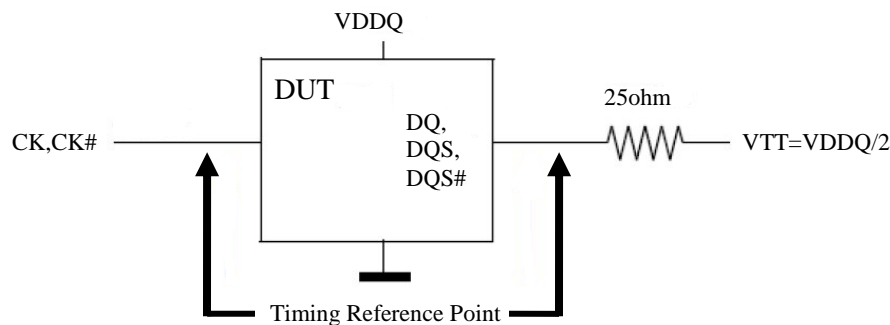 VDDQ
DUT
25ohm
CK,CK#
DQ,
DQS,
DQS#
VTT=VDDQ/2
Timing Reference Point